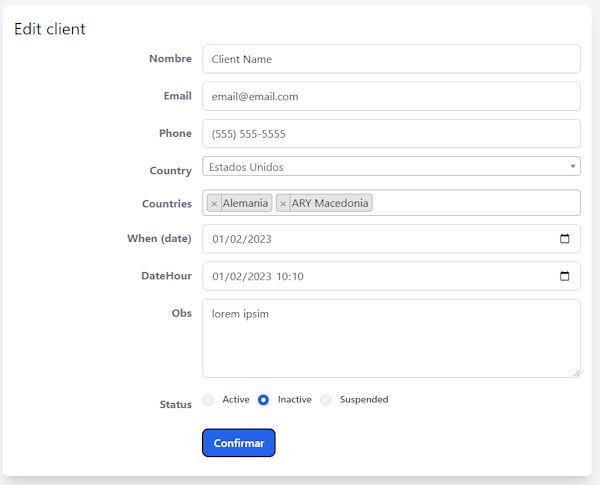 Edit client
Nombre Client Name
Email email@email.com
Phone (555) 555-5555
Country Estados Unidos
Countries × Alemania × ARY Macedonia
When (date) 01/02/2023
DateHour 01/02/2023 10:10
Obs lorem ipsim
Status Active Inactive Suspended
Confirmar